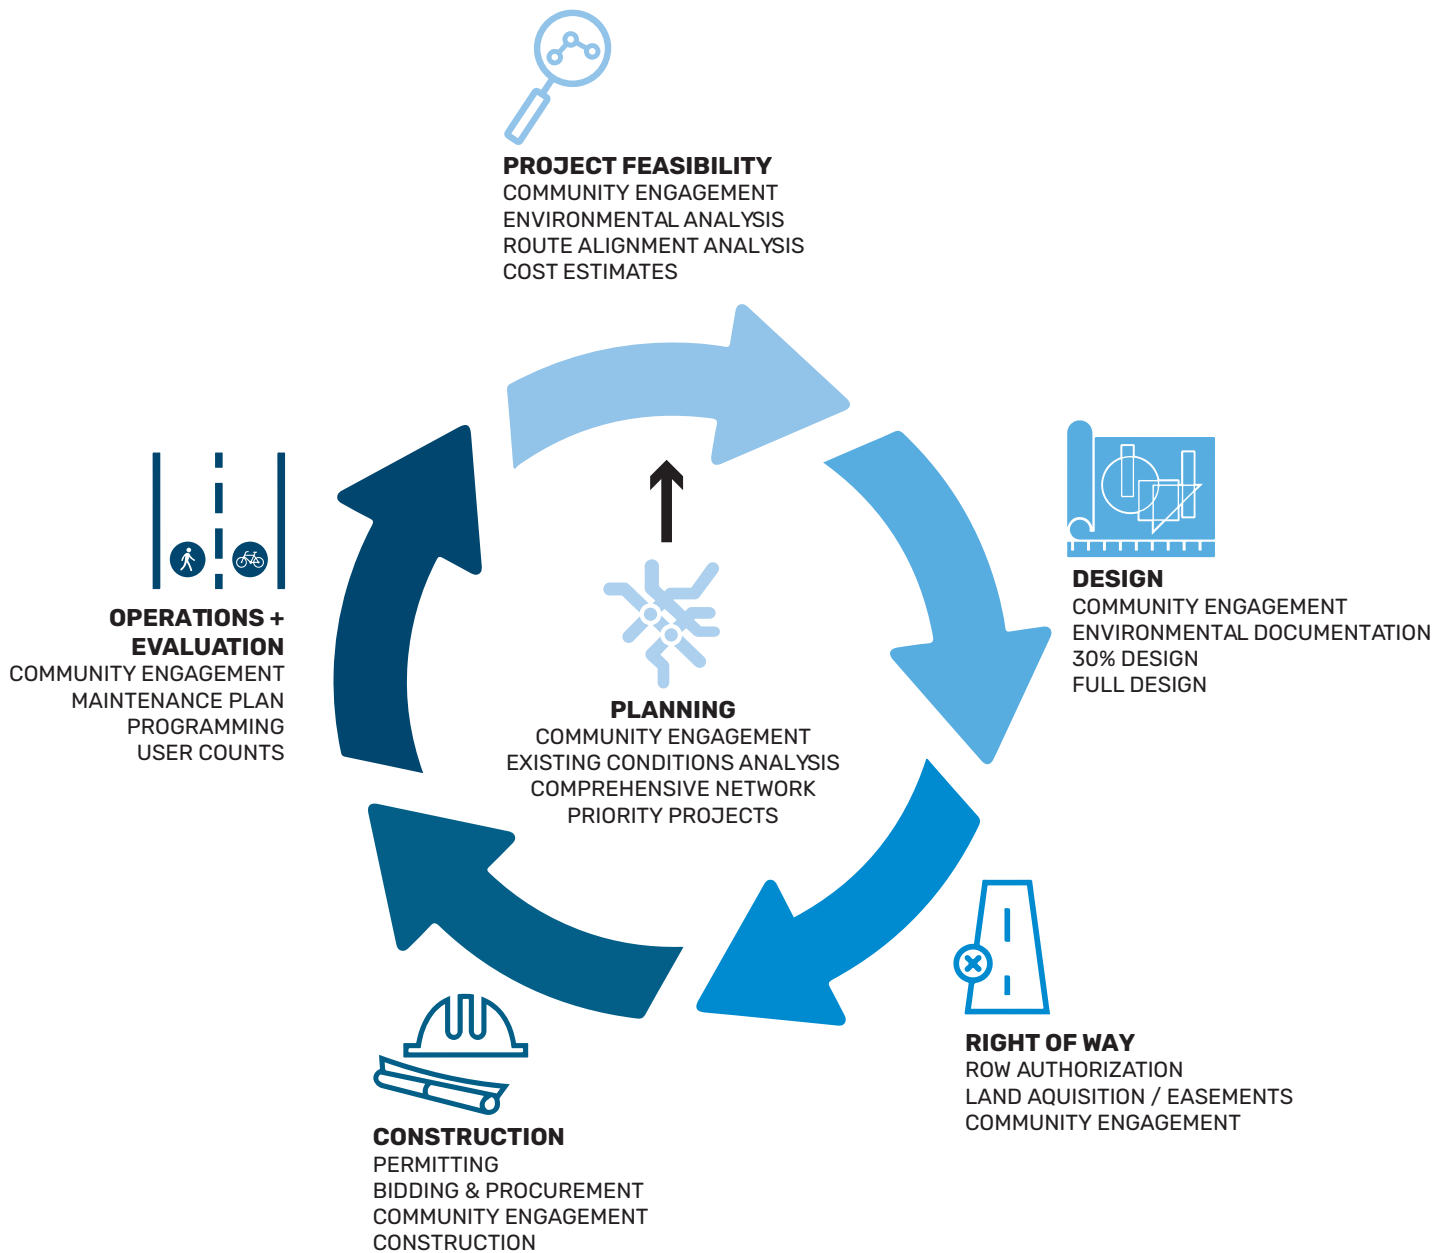 PROJECT FEASIBILITY
COMMUNITY ENGAGEMENT
ENVIRONMENTAL ANALYSIS
ROUTE ALIGNMENT ANALYSIS
COST ESTIMATES
DESIGN
COMMUNITY ENGAGEMENT
ENVIRONMENTAL DOCUMENTATION
30% DESIGN
FULL DESIGN
RIGHT OF WAY
ROW AUTHORIZATION
LAND AQUISITION / EASEMENTS
COMMUNITY ENGAGEMENT
CONSTRUCTION
PERMITTING
BIDDING & PROCUREMENT
COMMUNITY ENGAGEMENT
CONSTRUCTION
OPERATIONS +
EVALUATION
COMMUNITY ENGAGEMENT
MAINTENANCE PLAN
PROGRAMMING
USER COUNTS
PLANNING
COMMUNITY ENGAGEMENT
EXISTING CONDITIONS ANALYSIS
COMPREHENSIVE NETWORK
PRIORITY PROJECTS